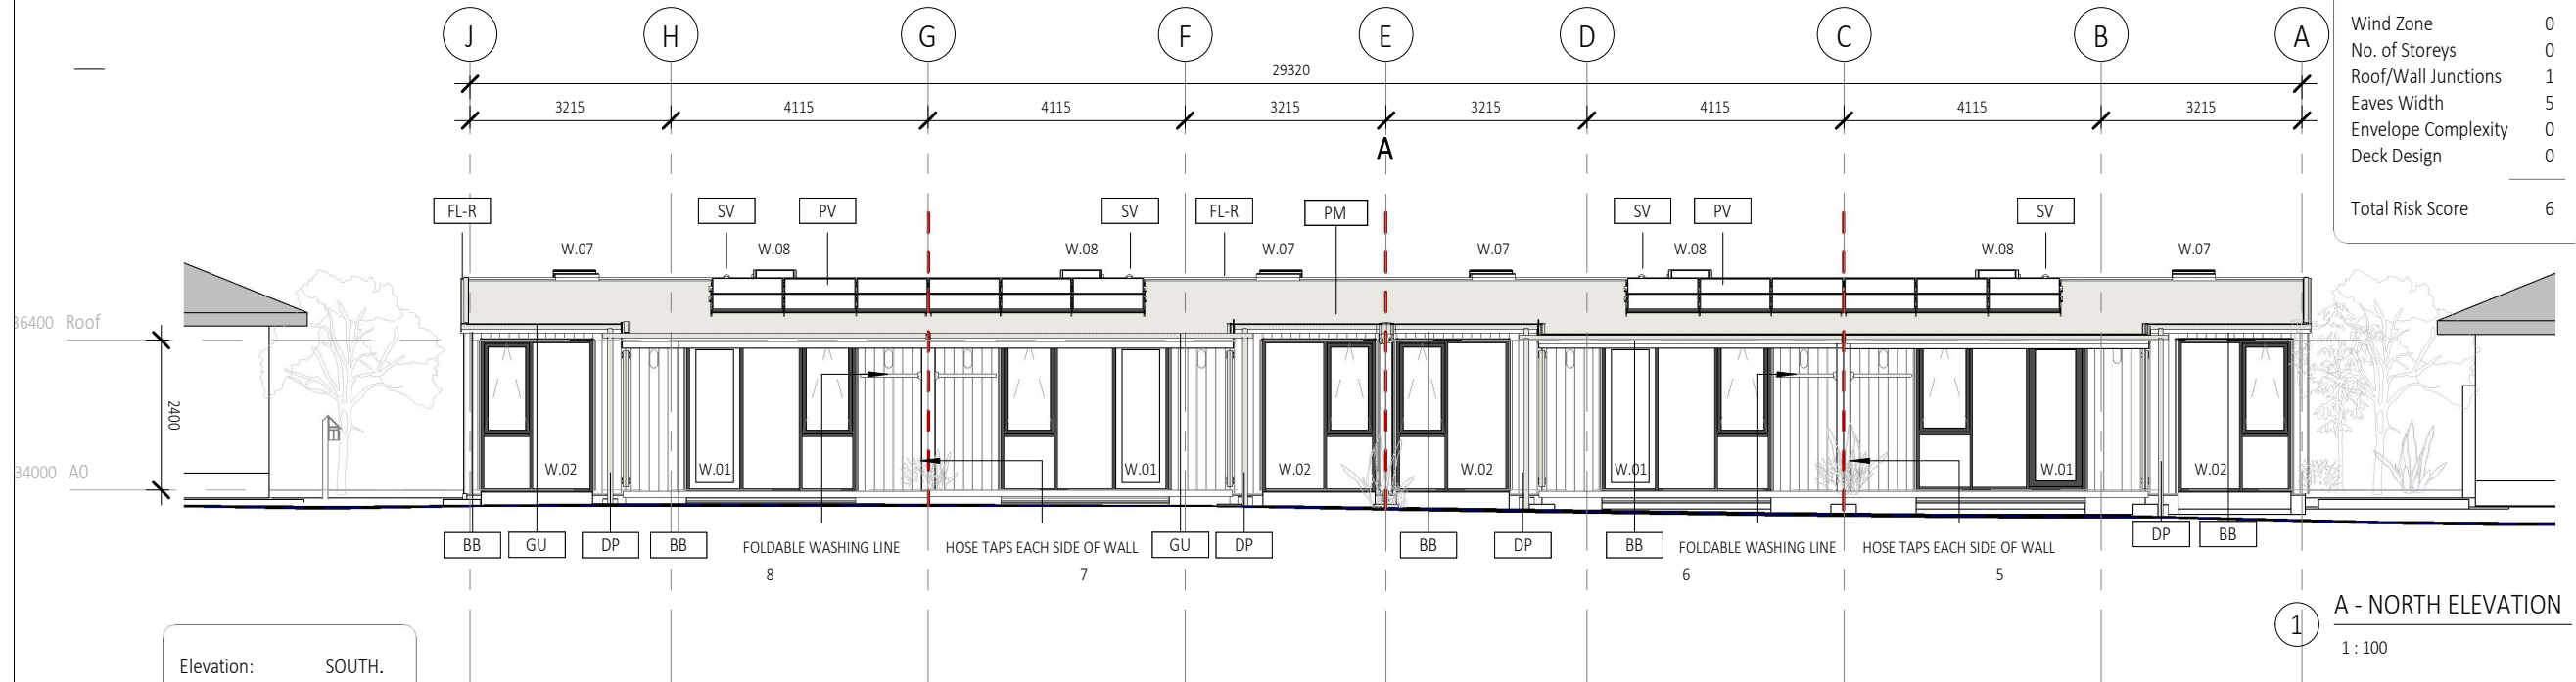 J H G F E D C B A
29320
3215 4115 4115 3215 3215 4115 4115 3215
A
Wind Zone 0
No. of Storeys 0
Roof/Wall Junctions 1
Eaves Width 5
Envelope Complexity 0
Deck Design 0
Total Risk Score 6
FL-R SV PV SV FL-R PM SV PV SV
W.07 W.08 W.08 W.07 W.07 W.08 W.08 W.07
36400 Roof
2400
34000 A0
W.02 W.01 W.01 W.02 W.02 W.01 W.01 W.02
BB GU DP BB FOLDABLE WASHING LINE HOSE TAPS EACH SIDE OF WALL GU DP BB DP BB FOLDABLE WASHING LINE HOSE TAPS EACH SIDE OF WALL DP BB
8 7 6 5
1 A - NORTH ELEVATION
1 : 100
Elevation: SOUTH.